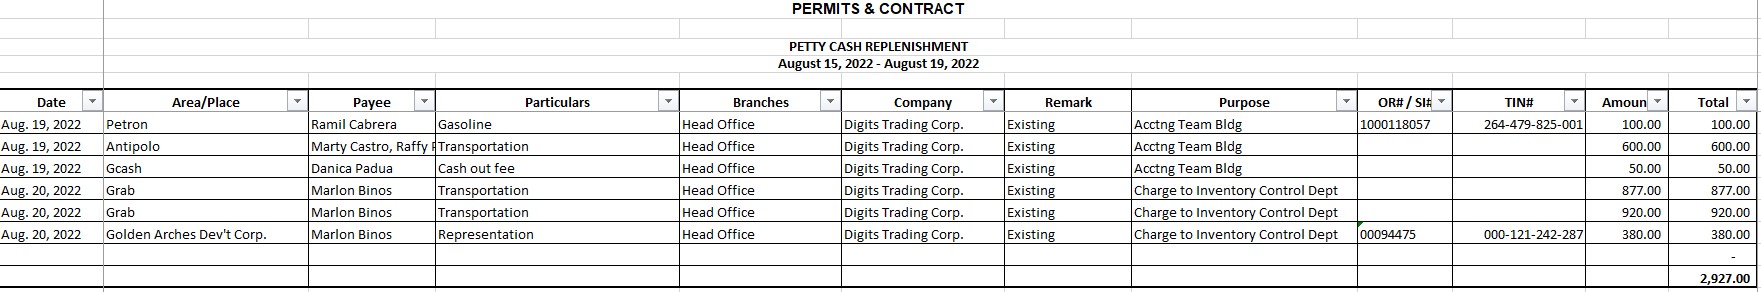 PERMITS & CONTRACT
PETTY CASH REPLENISHMENT
August 15, 2022 - August 19, 2022
Date Area/Place Payee Particulars Branches Company Remark Purpose OR# / SI# TIN# Amoun Total
Aug. 19, 2022 Petron Ramil Cabrera Gasoline Head Office Digits Trading Corp. Existing Acctng Team Bldg 1000118057 264-479-825-001 100.00 100.00
Aug. 19, 2022 Antipolo Marty Castro, Raffy Transportation Head Office Digits Trading Corp. Existing Acctng Team Bldg 600.00 600.00
Aug. 19, 2022 Gcash Danica Padua Cash out fee Head Office Digits Trading Corp. Existing Acctng Team Bldg 50.00 50.00
Aug. 20, 2022 Grab Marlon Binos Transportation Head Office Digits Trading Corp. Existing Charge to Inventory Control Dept 877.00 877.00
Aug. 20, 2022 Grab Marlon Binos Transportation Head Office Digits Trading Corp. Existing Charge to Inventory Control Dept 920.00 920.00
Aug. 20, 2022 Golden Arches Dev't Corp. Marlon Binos Representation Head Office Digits Trading Corp. Existing Charge to Inventory Control Dept 00094475 000-121-242-287 380.00 380.00
-
2,927.00